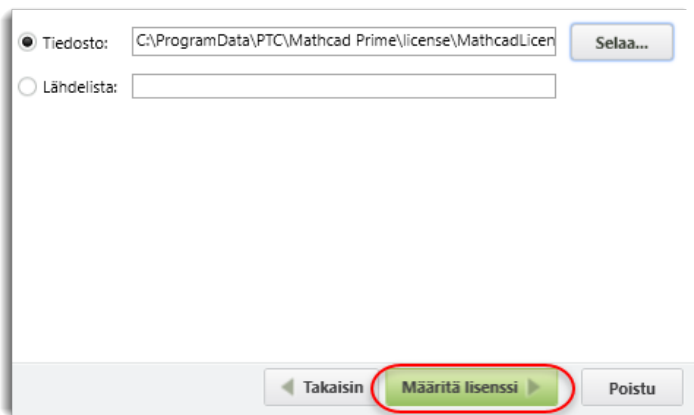 Tiedosto: C:\ProgramData\PTC\Mathcad Prime\license\MathcadLicen Selaa...
Lähdelista:
Takaisin Määritä lisenssi Poistu